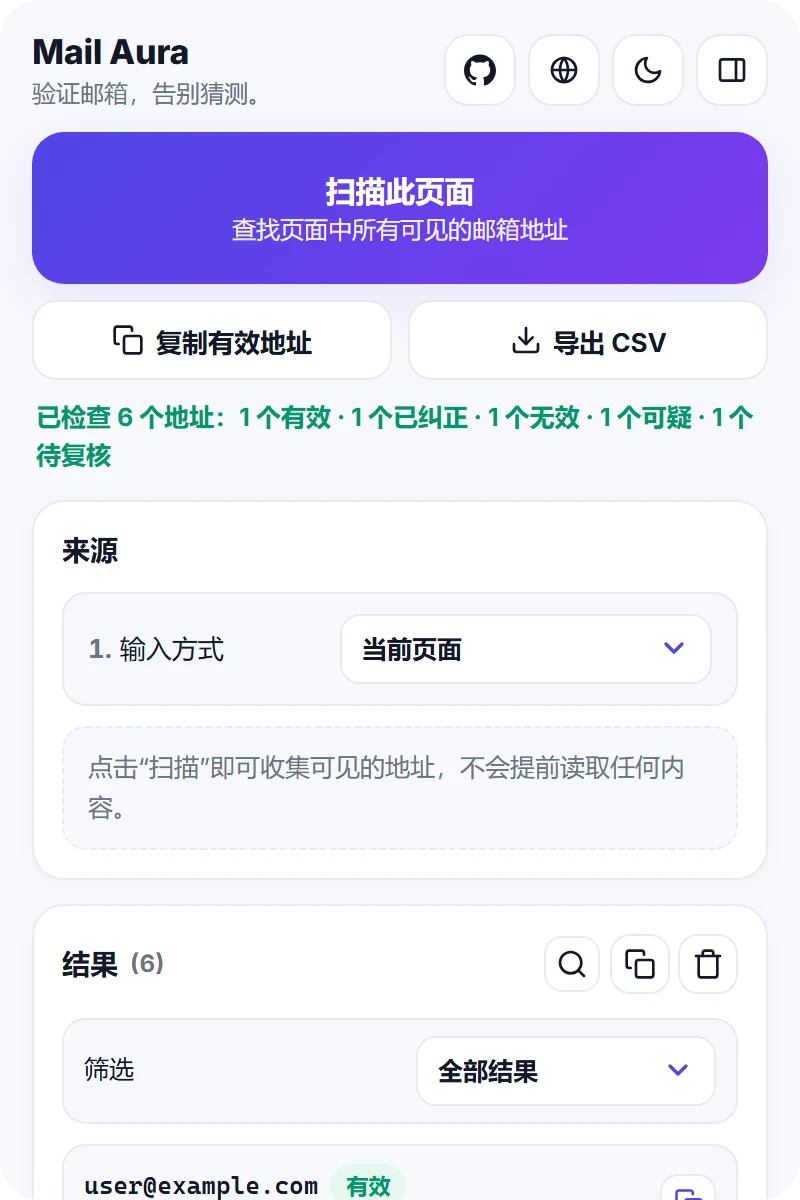 Mail Aura
验证邮箱，告别猜测。
扫描此页面
查找页面中所有可见的邮箱地址
复制有效地址
导出 CSV
已检查 6 个地址：1 个有效 · 1 个已纠正 · 1 个无效 · 1 个可疑 · 1 个
待复核
来源
1. 输入方式
当前页面
点击“扫描”即可收集可见的地址，不会提前读取任何内
容。
结果 (6)
筛选
全部结果
user@example.com 有效